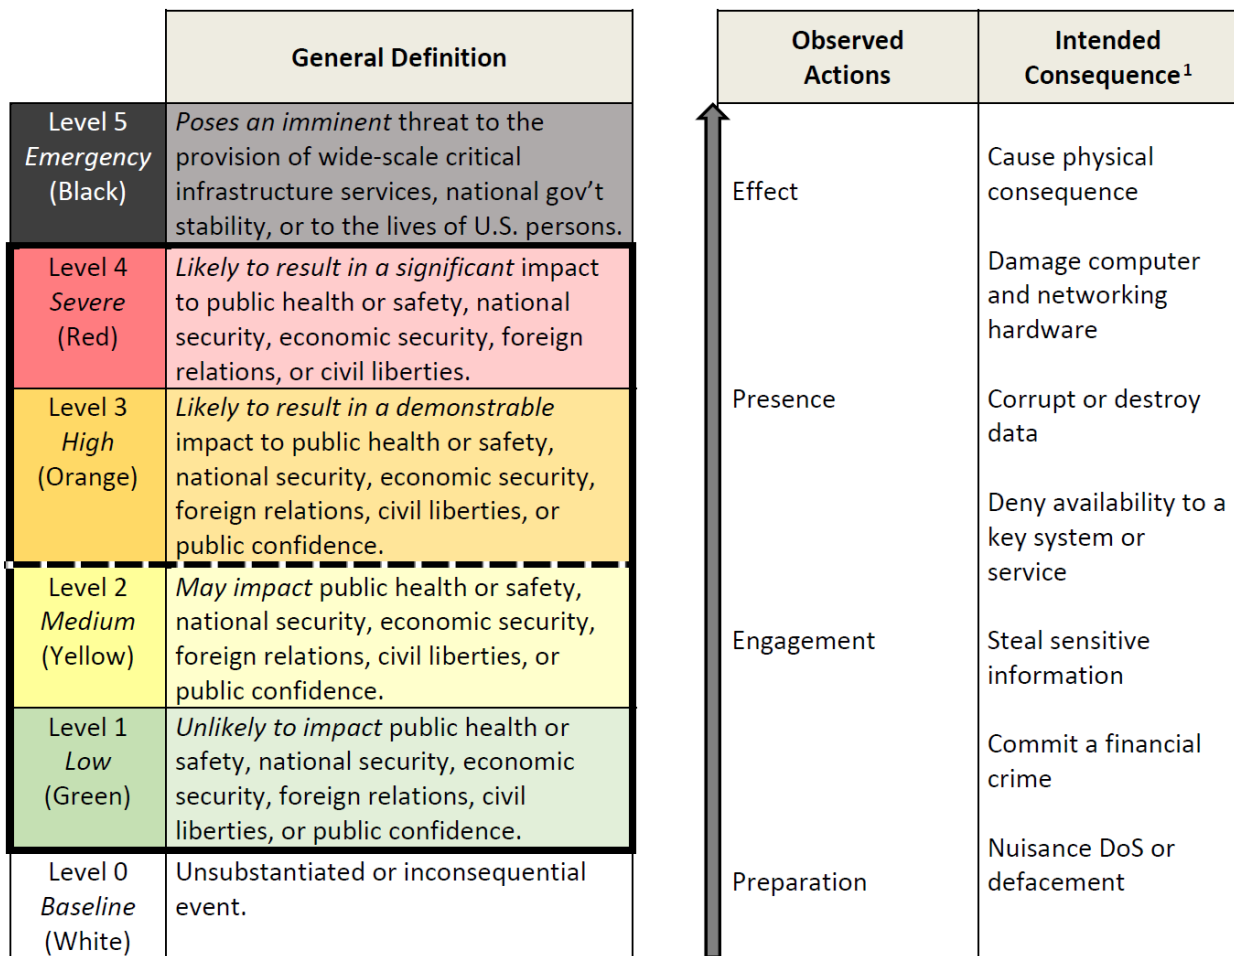 General Definition
Level 5
Emergency
(Black)
Poses an imminent threat to the
provision of wide-scale critical
infrastructure services, national gov’t
stability, or to the lives of U.S. persons.
Level 4
Severe
(Red)
Likely to result in a significant impact
to public health or safety, national
security, economic security, foreign
relations, or civil liberties.
Level 3
High
(Orange)
Likely to result in a demonstrable
impact to public health or safety,
national security, economic security,
foreign relations, civil liberties, or
public confidence.
Level 2
Medium
(Yellow)
May impact public health or safety,
national security, economic security,
foreign relations, civil liberties, or
public confidence.
Level 1
Low
(Green)
Unlikely to impact public health or
safety, national security, economic
security, foreign relations, civil
liberties, or public confidence.
Level 0
Baseline
(White)
Unsubstantiated or inconsequential
event.
Observed
Actions
Effect
Presence
Engagement
Preparation
Intended
Consequence¹
Cause physical
consequence
Damage computer
and networking
hardware
Corrupt or destroy
data
Deny availability to a
key system or
service
Steal sensitive
information
Commit a financial
crime
Nuisance DoS or
defacement